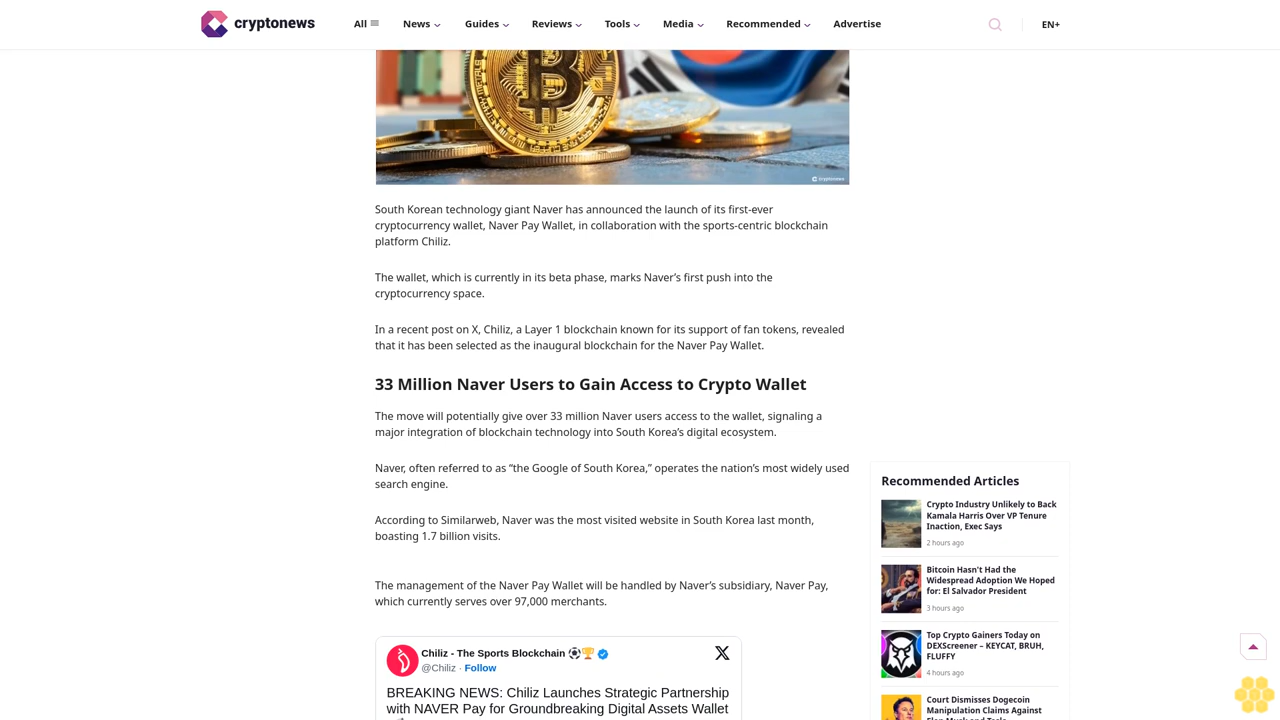 cryptonews
All
News
Guides
Reviews
Tools
Media
Recommended
Advertise
EN+
cryptonews
South Korean technology giant Naver has announced the launch of its first-ever
cryptocurrency wallet, Naver Pay Wallet, in collaboration with the sports-centric blockchain
platform Chiliz.
The wallet, which is currently in its beta phase, marks Naver’s first push into the
cryptocurrency space.
In a recent post on X, Chiliz, a Layer 1 blockchain known for its support of fan tokens, revealed
that it has been selected as the inaugural blockchain for the Naver Pay Wallet.
33 Million Naver Users to Gain Access to Crypto Wallet
The move will potentially give over 33 million Naver users access to the wallet, signaling a
major integration of blockchain technology into South Korea’s digital ecosystem.
Naver, often referred to as “the Google of South Korea,” operates the nation’s most widely used
search engine.
According to Similarweb, Naver was the most visited website in South Korea last month,
boasting 1.7 billion visits.
The management of the Naver Pay Wallet will be handled by Naver’s subsidiary, Naver Pay,
which currently serves over 97,000 merchants.
Chiliz - The Sports Blockchain ⚽🏆
@Chiliz · Follow
BREAKING NEWS: Chiliz Launches Strategic Partnership
with NAVER Pay for Groundbreaking Digital Assets Wallet
Recommended Articles
Crypto Industry Unlikely to Back
Kamala Harris Over VP Tenure
Inaction, Exec Says
2 hours ago
Bitcoin Hasn't Had the
Widespread Adoption We Hoped
for: El Salvador President
3 hours ago
Top Crypto Gainers Today on
DEXScreener – KEYCAT, BRUH,
FLUFFY
4 hours ago
Court Dismisses Dogecoin
Manipulation Claims Against